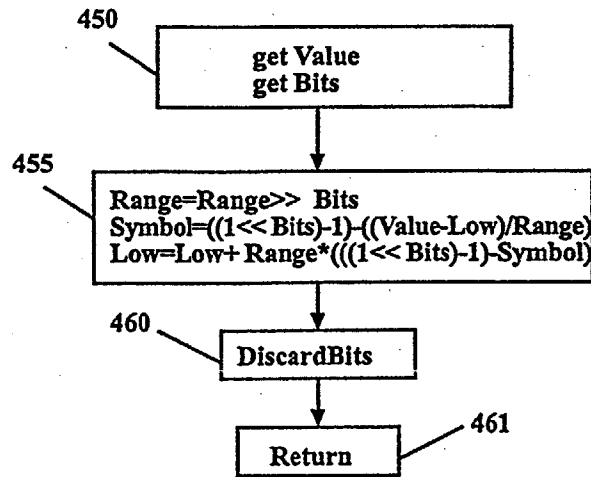 450
get Value
get Bits
455
Range=Range>> Bits
Symbol=((1<< Bits)-1)-((Value-Low)/Range)
Low=Low+ Range*(((1<< Bits)-1)-Symbol)
460
DiscardBits
461
Return